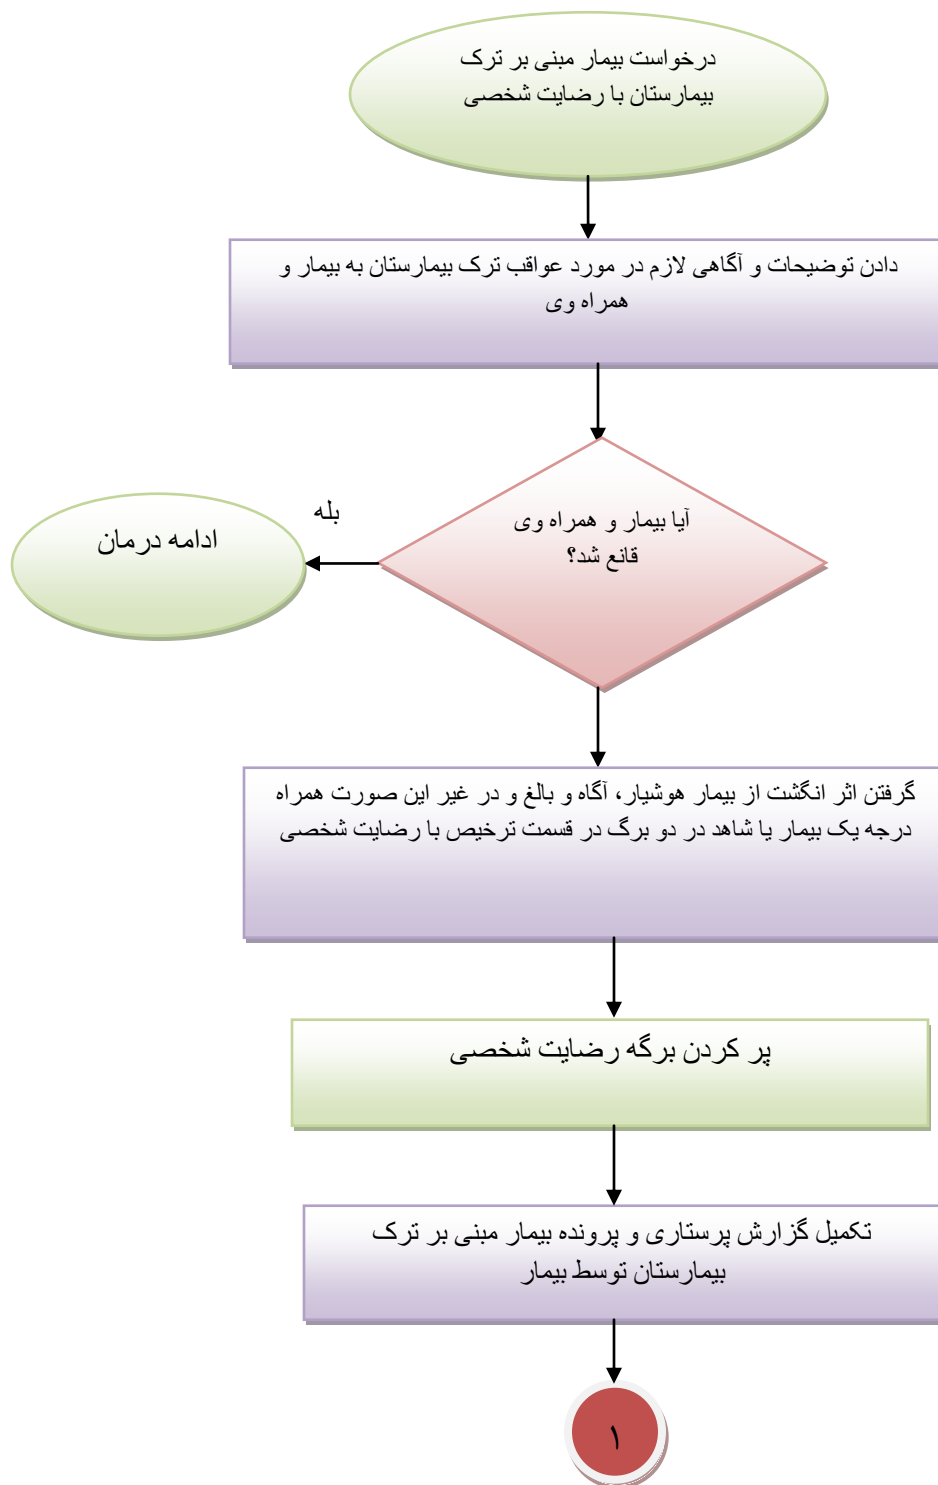 درخواست بیمار مبنی بر ترک
بیمارستان با رضایت شخصی
دادن توضیحات و آگاهی لازم در مورد عواقب ترک بیمارستان به بیمار و
همراه وی
آیا بیمار و همراه وی
قانع شد؟
بله
ادامه درمان
گرفتن اثر انگشت از بیمار هوشیار، آگاه و بالغ و در غیر این صورت همراه
درجه یک بیمار یا شاهد در دو برگ در قسمت ترخیص با رضایت شخصی
پر کردن برگه رضایت شخصی
تکمیل گزارش پرستاری و پرونده بیمار مبنی بر ترک
بیمارستان توسط بیمار
۱